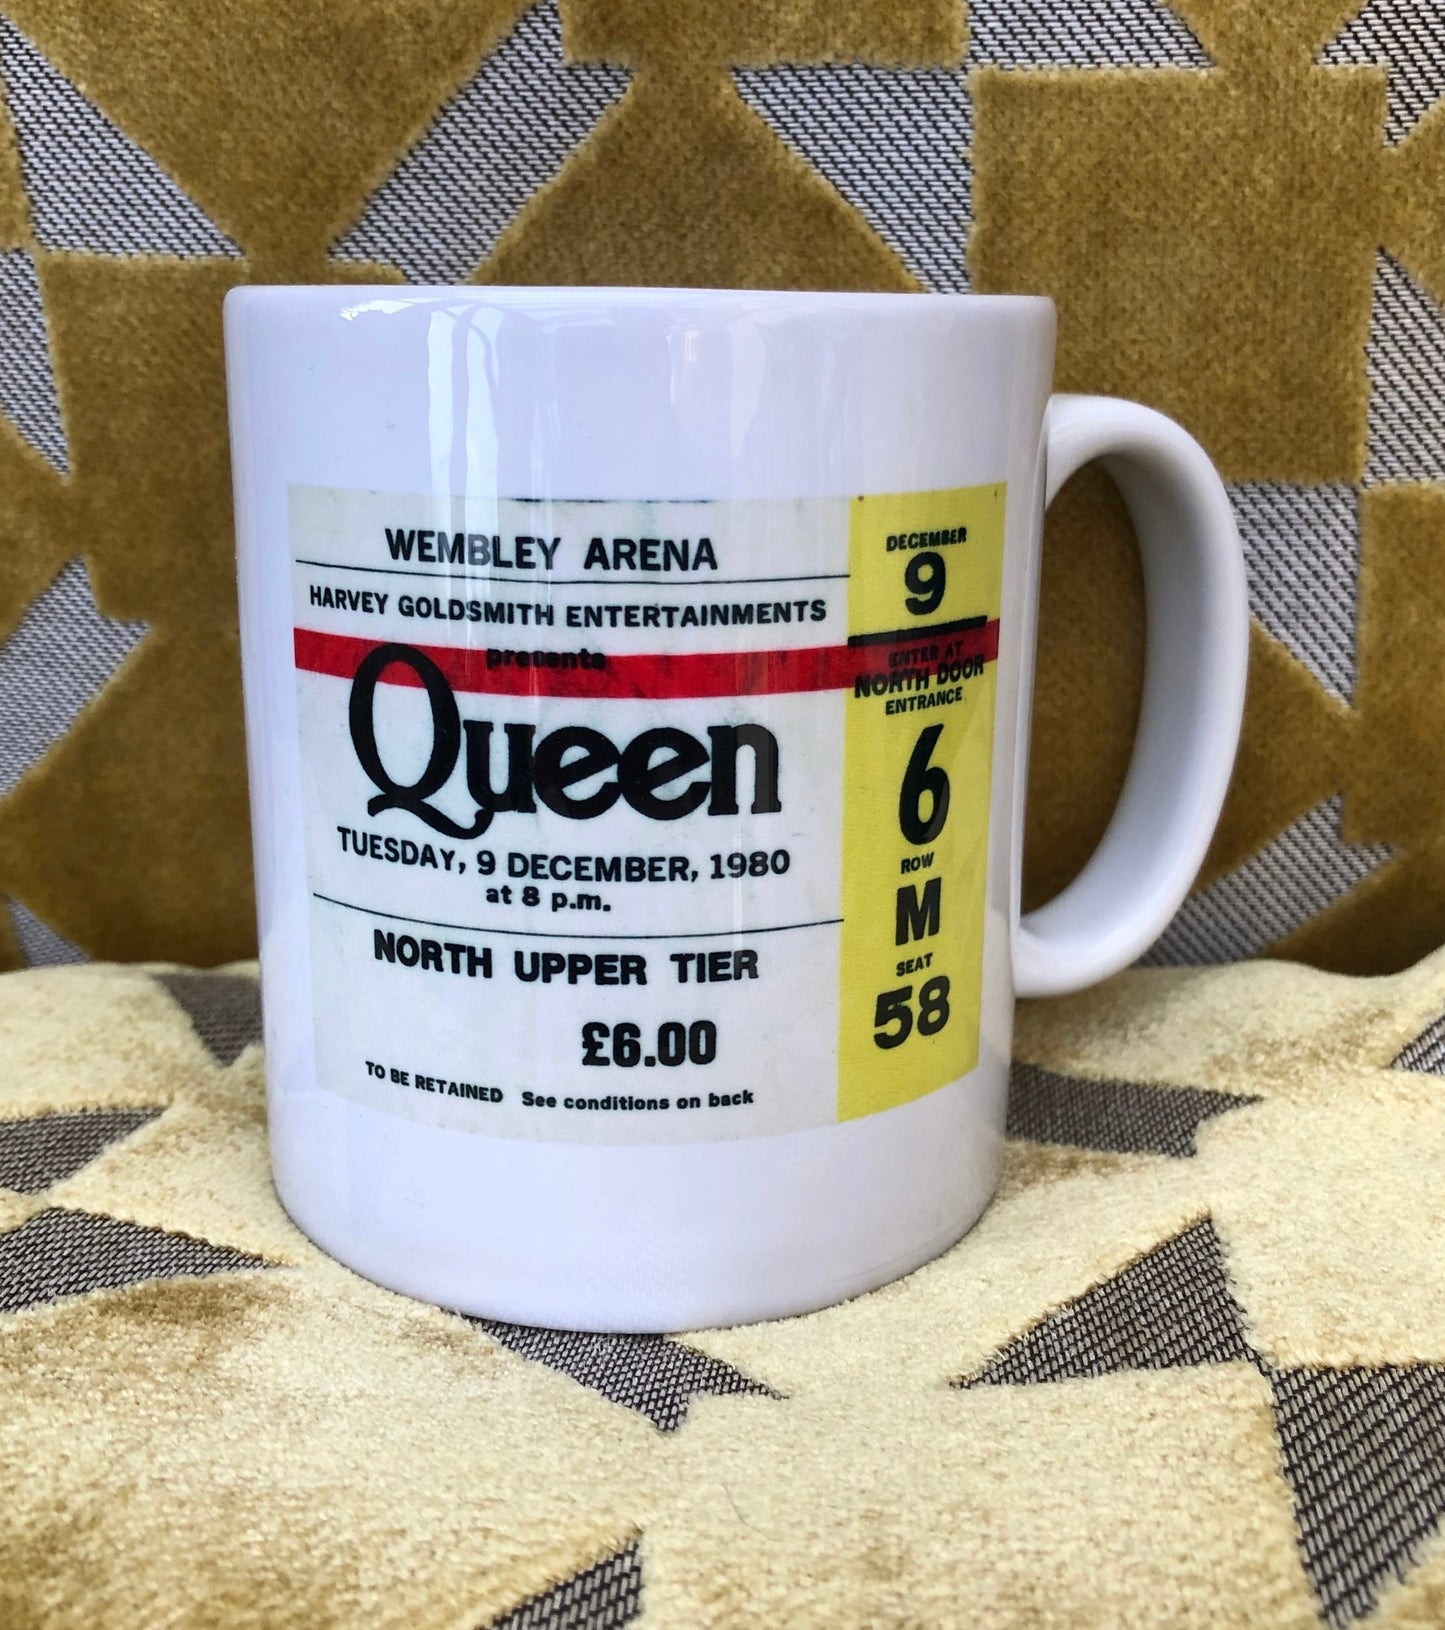 WEMBLEY ARENA
HARVEY GOLDSMITH ENTERTAINMENTS
presents
Queen
TUESDAY, 9 DECEMBER, 1980
at 8 p.m.
NORTH UPPER TIER
£6.00
TO BE RETAINED See conditions on back
DECEMBER
9
ENTER AT
NORTH DOOR
ENTRANCE
6
ROW
M
SEAT
58